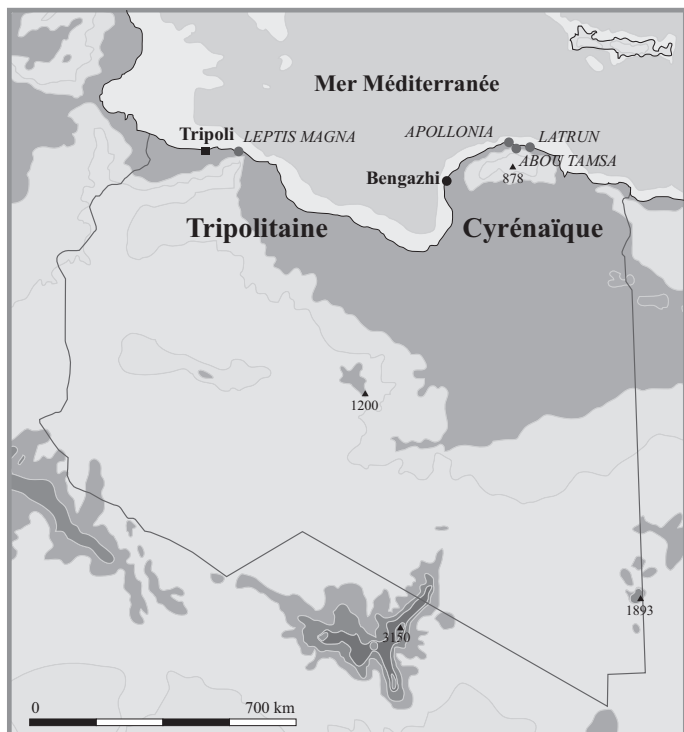 Mer Méditerranée
Tripoli
LEPTIS MAGNA
APOLLONIA
LATRUN
ABOU TAMSA
878
Bengazhi
Tripolitaine
Cyrénaïque
1200
1893
3150
0 700 km